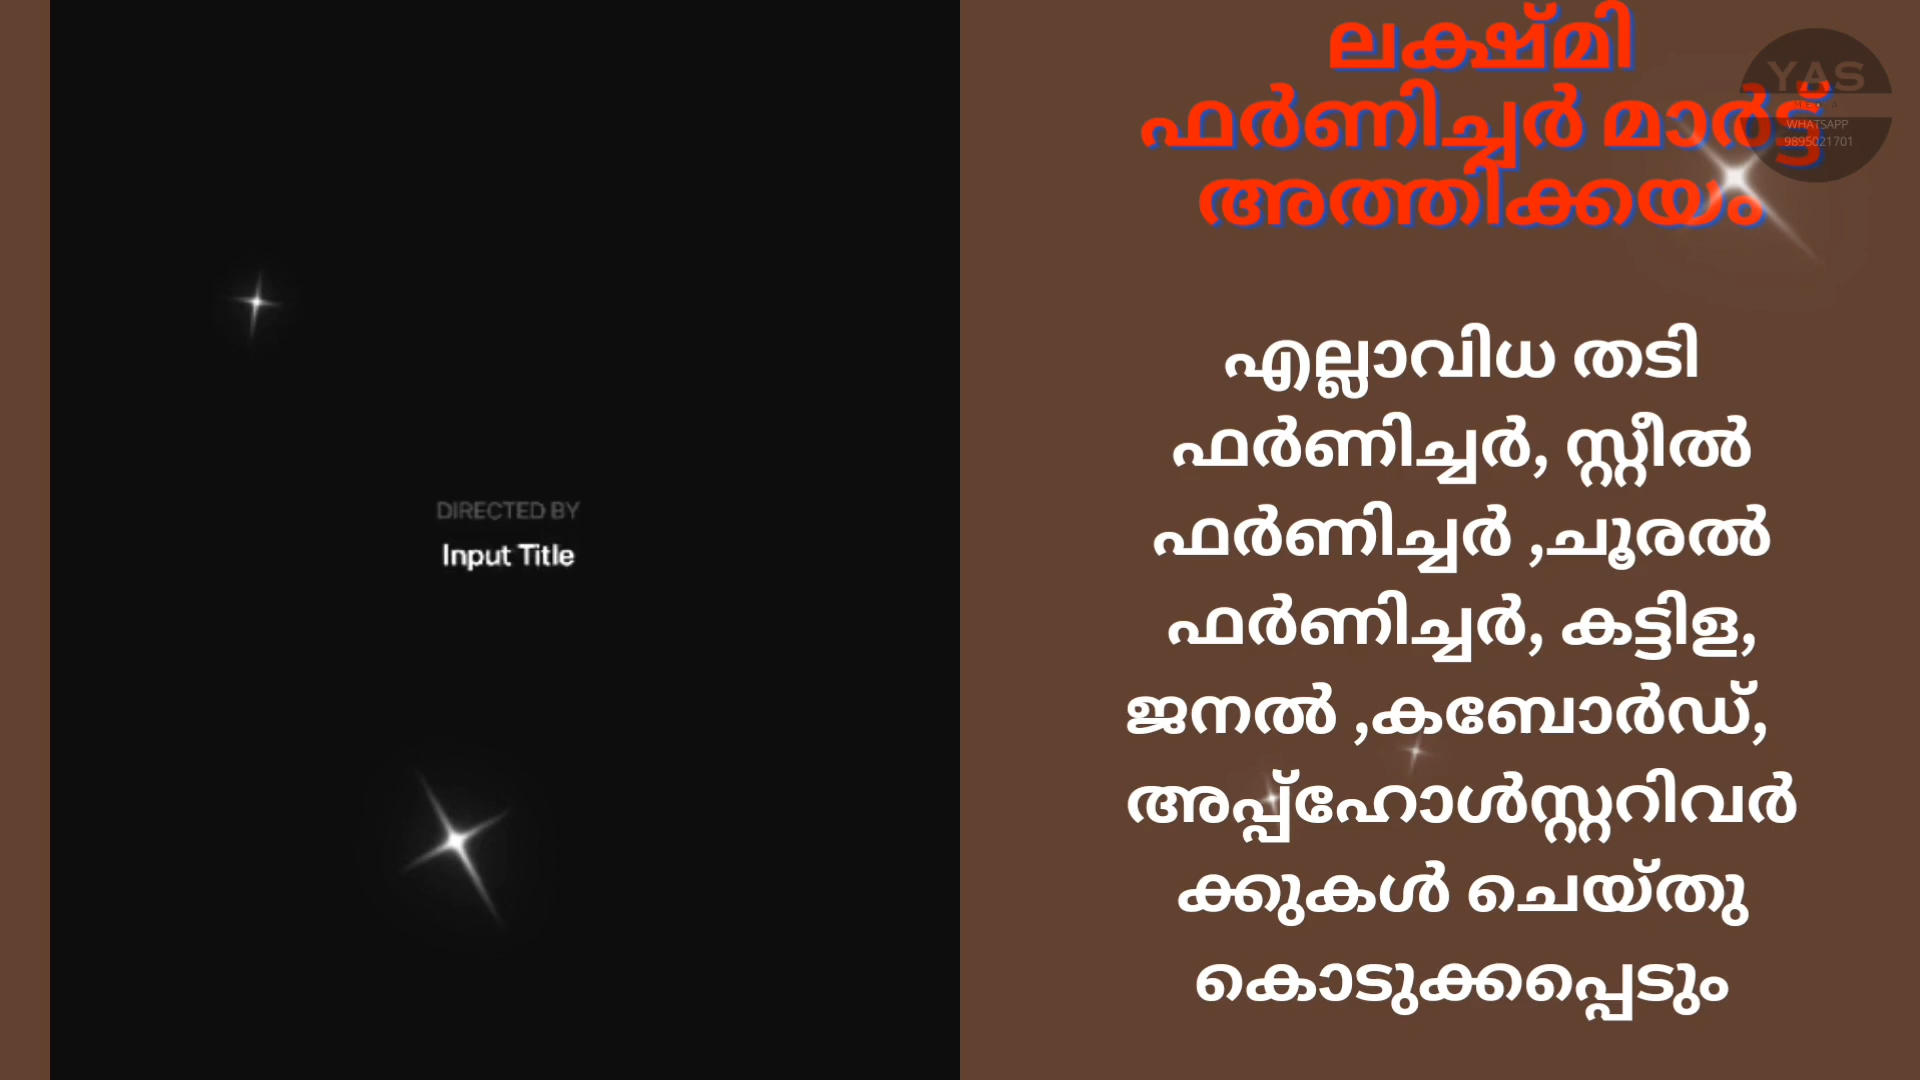 DIRECTED BY
Input Title
ലക്ഷ്മി
ഫർണിച്ചർ മാർട്ട്
അത്തിക്കയം
YAS
MEDIA
WHATSAPP
9895021701
എല്ലാവിധ തടി
ഫർണിച്ചർ, സ്റ്റീൽ
ഫർണിച്ചർ ,ചൂരൽ
ഫർണിച്ചർ, കട്ടിള,
ജനൽ ,കബോർഡ്,
അപ്പ്ഹോൾസ്റ്ററിവർ
ക്കുകൾ ചെയ്തു
കൊടുക്കപ്പെടും